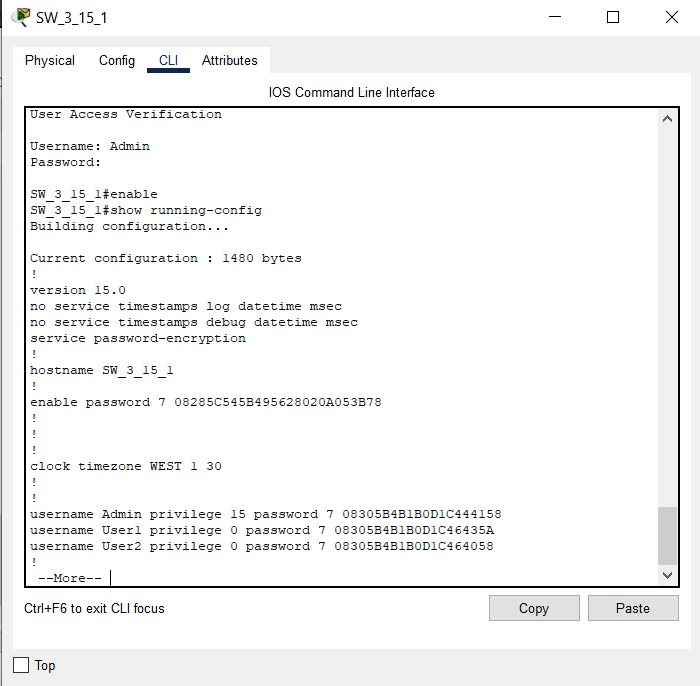 SW_3_15_1
Physical Config CLI Attributes
IOS Command Line Interface
User Access Verification
Username: Admin
Password:
SW_3_15_1#enable
SW_3_15_1#show running-config
Building configuration...
Current configuration : 1480 bytes
!
version 15.0
no service timestamps log datetime msec
no service timestamps debug datetime msec
service password-encryption
!
hostname SW_3_15_1
!
enable password 7 08285C545B495628020A053B78
!
!
!
clock timezone WEST 1 30
!
!
username Admin privilege 15 password 7 08305B4B1B0D1C444158
username User1 privilege 0 password 7 08305B4B1B0D1C46435A
username User2 privilege 0 password 7 08305B4B1B0D1C464058
!
--More--
Ctrl+F6 to exit CLI focus
Copy Paste
Top